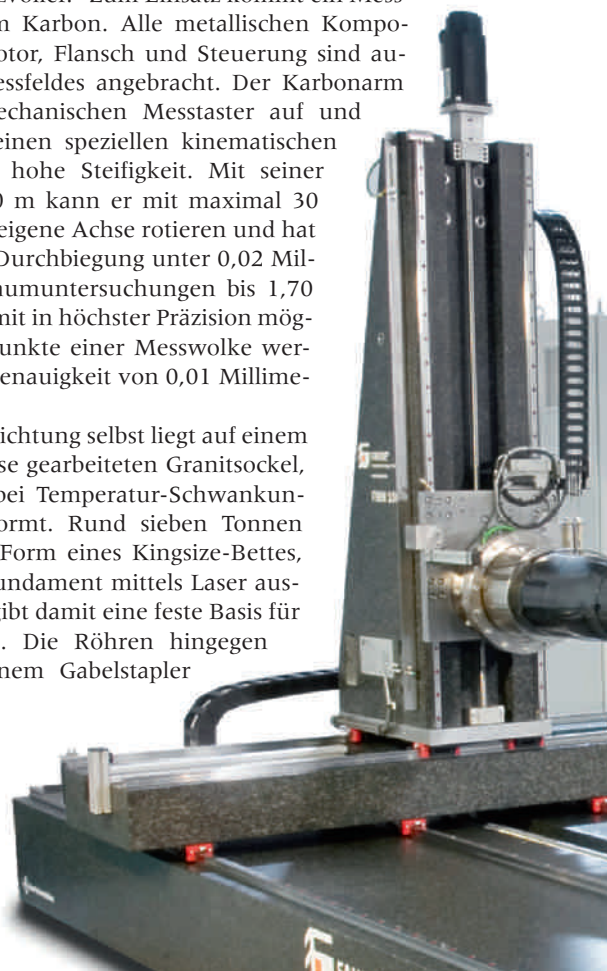 zvoller.“ Zum Einsatz kommt ein Mess-
m Karbon. Alle metallischen Kompo-
otor, Flansch und Steuerung sind au-
essfeldes angebracht. Der Karbonarm
echanischen Messtaster auf und
einen speziellen kinematischen
hohe Steifigkeit. Mit seiner
0 m kann er mit maximal 30
eigene Achse rotieren und hat
Durchbiegung unter 0,02 Mil-
aumuntersuchungen bis 1,70
mit in höchster Präzision mög-
unkte einer Messwolke wer-
enauigkeit von 0,01 Millime-
ichtung selbst liegt auf einem
se gearbeiteten Granitsockel,
bei Temperatur-Schwankun-
ormt. Rund sieben Tonnen
Form eines Kingsize-Bettes,
undament mittels Laser aus-
gibt damit eine feste Basis für
. Die Röhren hingegen
nem Gabelstapler